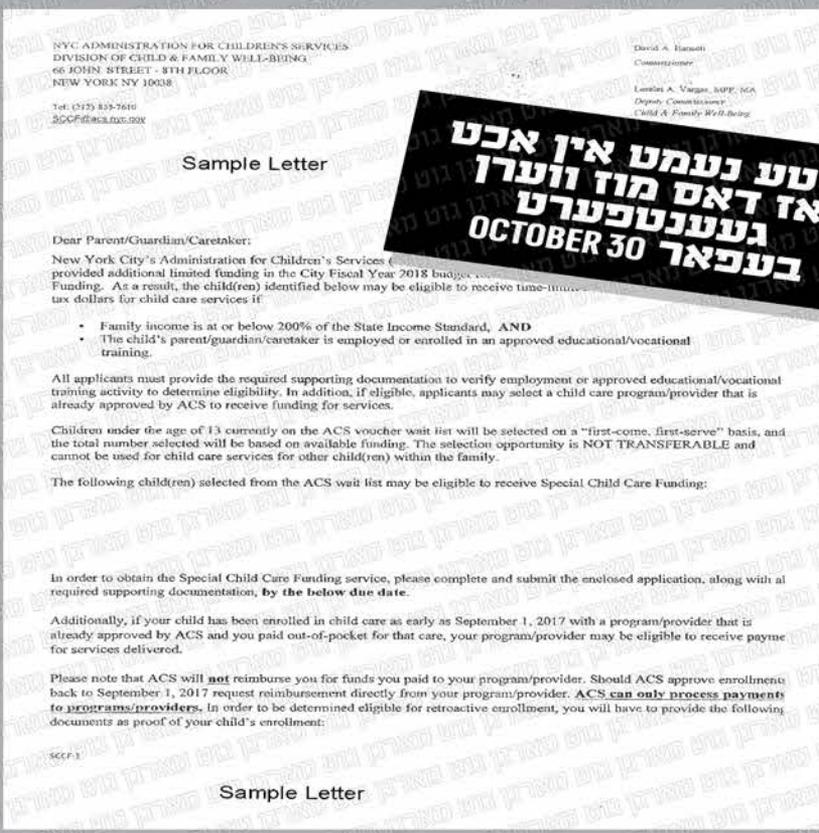 NYC ADMINISTRATION FOR CHILDREN'S SERVICES
DIVISION OF CHILD & FAMILY WELL-BEING
66 JOHN STREET - 8TH FLOOR
NEW YORK NY 10038
Tel: (212) 835-7610
SCCF@acs.nyc.gov
David A. Hansell
Commissioner
Lorelei A. Vargas, MPP, MA
Deputy Commissioner
Child & Family Well-Being
Sample Letter
טע נעמט אין אכט
אז דאס מוז ווערן
געענטפערט
בעפאר OCTOBER 30
Dear Parent/Guardian/Caretaker:
New York City's Administration for Children's Services (
provided additional limited funding in the City Fiscal Year 2018 budget
Funding. As a result, the child(ren) identified below may be eligible to receive
tax dollars for child care services if
• Family income is at or below 200% of the State Income Standard, AND
• The child's parent/guardian/caretaker is employed or enrolled in an approved educational/vocational
training.
All applicants must provide the required supporting documentation to verify employment or approved educational/vocational
training activity to determine eligibility. In addition, if eligible, applicants may select a child care program/provider that is
already approved by ACS to receive funding for services.
Children under the age of 13 currently on the ACS voucher wait list will be selected on a "first-come, first-serve" basis, and
the total number selected will be based on available funding. The selection opportunity is NOT TRANSFERABLE and
cannot be used for child care services for other child(ren) within the family.
The following child(ren) selected from the ACS wait list may be eligible to receive Special Child Care Funding:
In order to obtain the Special Child Care Funding service, please complete and submit the enclosed application, along with al
required supporting documentation, by the below due date.
Additionally, if your child has been enrolled in child care as early as September 1, 2017 with a program/provider that is
already approved by ACS and you paid out-of-pocket for that care, your program/provider may be eligible to receive payme
for services delivered.
Please note that ACS will not reimburse you for funds you paid to your program/provider. Should ACS approve enrollments
back to September 1, 2017 request reimbursement directly from your program/provider. ACS can only process payments
to programs/providers. In order to be determined eligible for retroactive enrollment, you will have to provide the following
documents as proof of your child's enrollment:
SCCF-1
Sample Letter